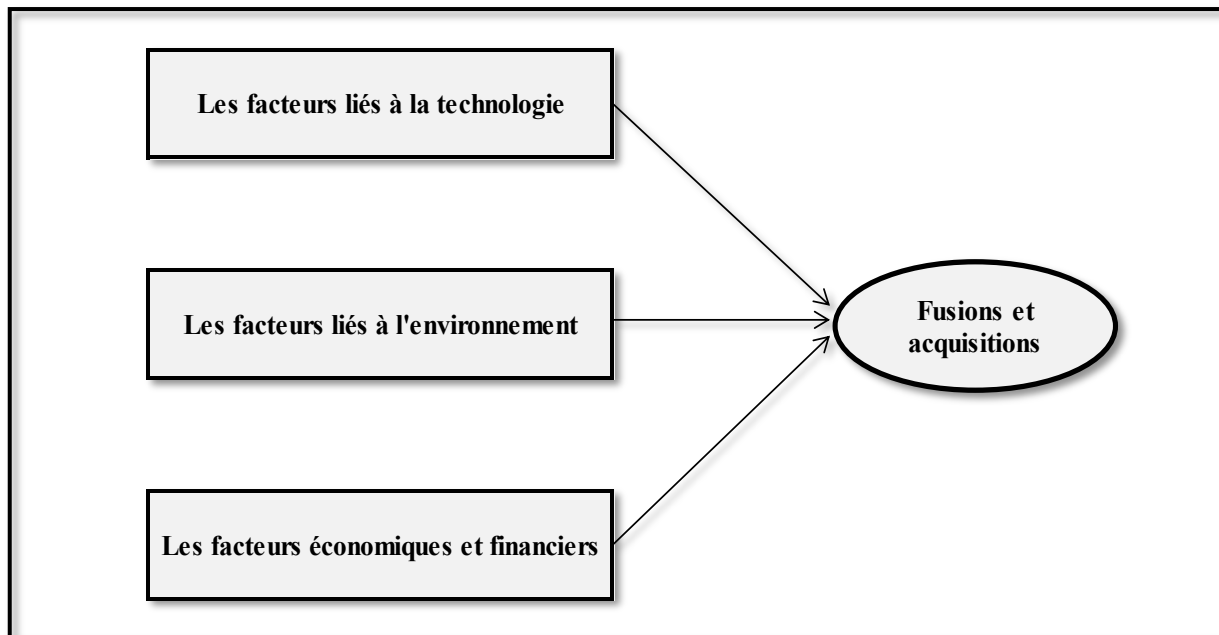 Les facteurs liés à la technologie
Les facteurs liés à l'environnement
Fusions et
acquisitions
Les facteurs économiques et financiers